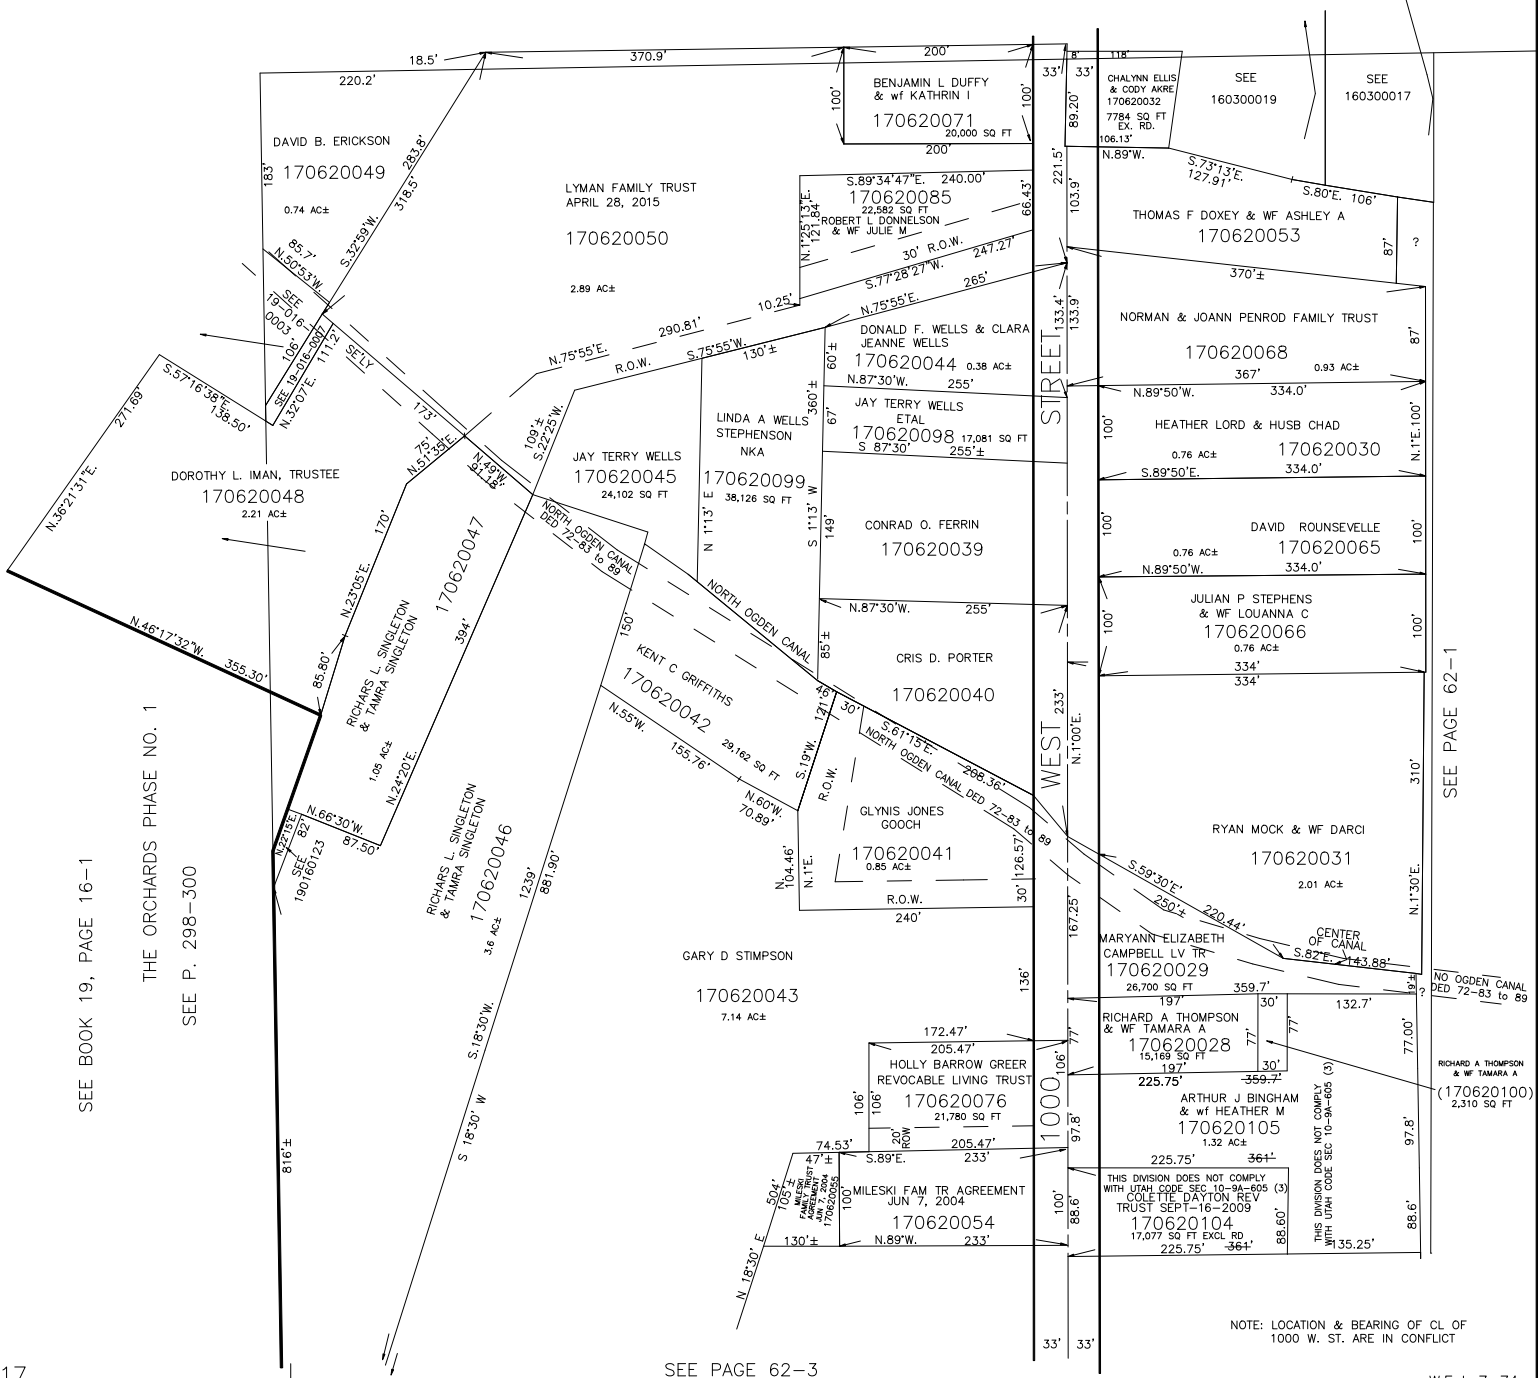 18.5'
370.9'
200'
220.2'
8'
118'
33'
33'
DAVID B. ERICKSON
170620049
0.74 AC±
183'
283.8'
318.5'
S.32°59'W.
85.7'
N.50°53'W.
SEE
19-016-
0003
106'
SEE 19-016-0007
111.2'
N.32°07'E.
SE'LY
173'
LYMAN FAMILY TRUST
APRIL 28, 2015
170620050
2.89 AC±
BENJAMIN L DUFFY
& wf KATHRIN I
170620071
20,000 SQ FT
100'
100'
200'
89.20'
CHALYNN ELLIS
& CODY AKRE
170620032
7784 SQ FT
EX. RD.
106.13'
N.89°W.
SEE
160300019
SEE
160300017
S.73°13'E.
127.91'
S.80°E. 106'
S.89°34'47"E. 240.00'
170620085
22,582 SQ FT
ROBERT L DONNELSON
& WF JULIE M
N.1°25'13"E.
121.84'
66.43'
221.5'
103.9'
30' R.O.W.
S.77°28'27"W.
247.27'
10.25'
N.75°55'E.
265'
290.81'
N.75°55'E.
R.O.W.
S.75°55'W.
130'±
133.4'
133.9'
THOMAS F DOXEY & WF ASHLEY A
170620053
87'
?
370'±
NORMAN & JOANN PENROD FAMILY TRUST
170620068
367'
0.93 AC±
87'
N.89°50'W.
334.0'
DONALD F. WELLS & CLARA
JEANNE WELLS
170620044 0.38 AC±
60'±
360'±
N.87°30'W.
255'
JAY TERRY WELLS
ETAL
170620098 17,081 SQ FT
67'
S 87°30'
255'±
LINDA A WELLS
STEPHENSON
NKA
170620099
38,126 SQ FT
N 1°13' E
S 1°13' W
149'
JAY TERRY WELLS
170620045
24,102 SQ FT
109'±
S.22°25'W.
CONRAD O. FERRIN
170620039
N.87°30'W.
255'
HEATHER LORD & HUSB CHAD
0.76 AC±
170620030
100'
N.1°E.100'
S.89°50'E.
334.0'
DAVID ROUNSEVELLE
0.76 AC±
170620065
100'
100'
N.89°50'W.
334.0'
JULIAN P STEPHENS
& WF LOUANNA C
170620066
0.76 AC±
100'
100'
334'
334'
271.69'
S.57°16'38"E.
138.50'
DOROTHY L. IMAN, TRUSTEE
170620048
2.21 AC±
N.36°21'31"E.
N.46°17'32"W.
355.30'
75'
N.51°35'E.
N.49°W.
91.18'
170'
N.23°05'E.
85.80'
RICHARS L. SINGLETON
& TAMRA SINGLETON
170620047
1.05 AC±
394'
N.24°20'E.
N.66°30'W.
87.50'
N.22°15'E.
82'
SEE
190160123
NORTH OGDEN CANAL
DED 72-83 to 89
NORTH OGDEN CANAL
150'
KENT C GRIFFITHS
170620042
29,162 SQ FT
N.55°W.
155.76'
N.60°W.
70.89'
85'±
46'
30'
121'
S.19°W.
R.O.W.
CRIS D. PORTER
170620040
S.61°15'E.
208.36'
NORTH OGDEN CANAL DED 72-83 to 89
GLYNIS JONES
GOOCH
170620041
0.85 AC±
126.57'
30'
N.
104.46'
N.1°E.
R.O.W.
240'
1000 WEST STREET
233'
N.1°00'E.
RYAN MOCK & WF DARCI
170620031
2.01 AC±
310'
N.1°30'E.
S.59°30'E'
250'±
220.44'
CENTER
OF CANAL
S.82°E.
143.88'
167.25'
MARYANN ELIZABETH
CAMPBELL LV TR
170620029
26,700 SQ FT
359.7'
19'±
?
NO OGDEN CANAL
DED 72-83 to 89
197'
30'
132.7'
RICHARD A THOMPSON
& WF TAMARA A
170620028
15,169 SQ FT
77'
77'
77'
77.00'
197'
30'
225.75'
359.7'
RICHARD A THOMPSON
& WF TAMARA A
(170620100)
2,310 SQ FT
ARTHUR J BINGHAM
& wf HEATHER M
170620105
1.32 AC±
97.8'
97.8'
225.75'
361'
THIS DIVISION DOES NOT COMPLY
WITH UTAH CODE SEC 10-9A-605 (3)
THIS DIVISION DOES NOT COMPLY
WITH UTAH CODE SEC 10-9A-605 (3)
COLETTE DAYTON REV
TRUST SEPT-16-2009
170620104
17,077 SQ FT EXCL RD
88.6'
88.60'
88.6'
225.75'
361'
135.25'
RICHARS L. SINGLETON
& TAMRA SINGLETON
170620046
3.6 AC±
1239'
881.90'
S.18°30'W.
S 18°30' W
GARY D STIMPSON
170620043
7.14 AC±
136'
172.47'
205.47'
HOLLY BARROW GREER
REVOCABLE LIVING TRUST
170620076
21,780 SQ FT
106'
106'
106'
20'
ROW
74.53'
205.47'
47'±
S.89°E.
233'
MILESKI
FAMILY TRUST
AGREEMENT
JUN 7, 2004
170620055
504'
105'±
100'
MILESKI FAM TR AGREEMENT
JUN 7, 2004
170620054
100'
130'±
N.89°W.
233'
N 18°30' E
816'±
33'
33'
SEE BOOK 19, PAGE 16-1
THE ORCHARDS PHASE NO. 1
SEE P. 298-300
SEE PAGE 62-1
NOTE: LOCATION & BEARING OF CL OF
1000 W. ST. ARE IN CONFLICT
SEE PAGE 62-3
17